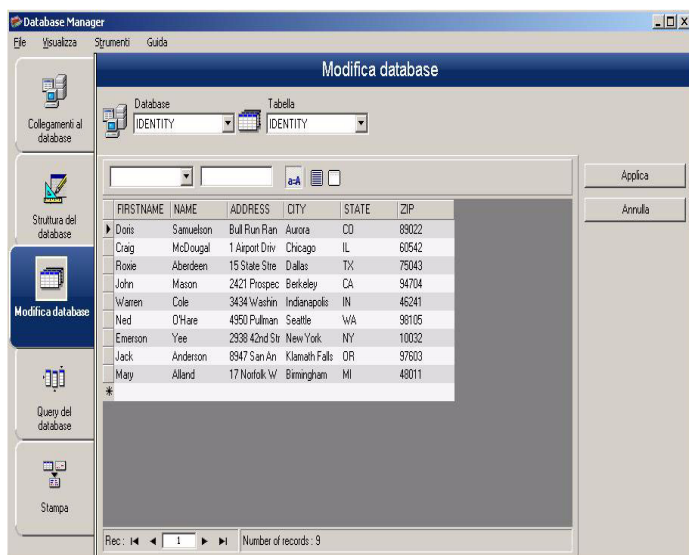 Database Manager
File Visualizza Strumenti Guida
Modifica database
Collegamenti al database
Database
IDENTITY
Tabella
IDENTITY
a=A
Applica
Annulla
Struttura del database
Modifica database
Query del database
Stampa
FIRSTNAME NAME ADDRESS CITY STATE ZIP
Doris Samuelson Bull Run Ran Aurora CO 89022
Craig McDougal 1 Airport Driv Chicago IL 60542
Roxie Aberdeen 15 State Stre Dallas TX 75043
John Mason 2421 Prospec Berkeley CA 94704
Warren Cole 3434 Washin Indianapolis IN 46241
Ned O'Hare 4950 Pullman Seattle WA 98105
Emerson Yee 2938 42nd Str New York NY 10032
Jack Anderson 8947 San An Klamath Falls OR 97603
Mary Alland 17 Norfolk W Birmingham MI 48011
Rec: 1 Number of records : 9